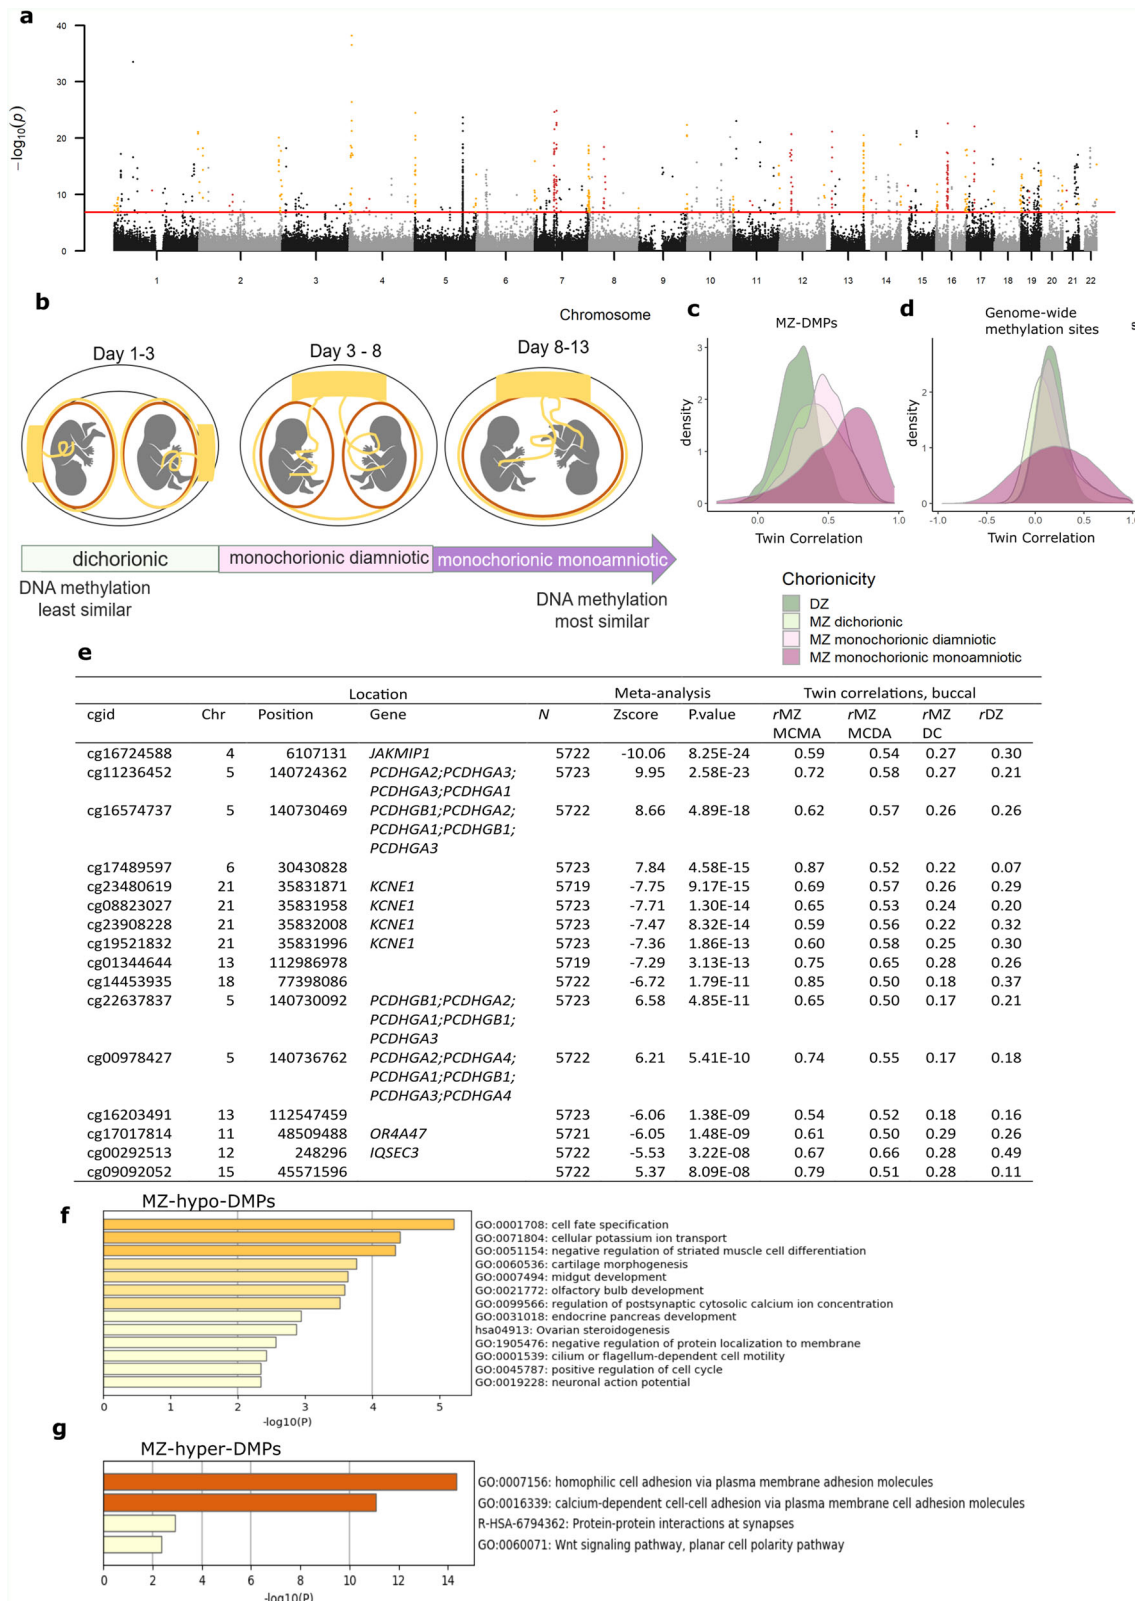 a
40
30
20
10
0
−log10(p)
1 2 3 4 5 6 7 8 9 10 11 12 13 14 15 16 17 18 19 20 21 22
Chromosome
b
Day 1-3
Day 3 - 8
Day 8-13
dichorionic
monochorionic diamniotic
monochorionic monoamniotic
DNA methylation
least similar
DNA methylation
most similar
c
MZ-DMPs
3
2
1
0
density
0.0 0.5 1.0
Twin Correlation
d
Genome-wide
methylation sites
s
2
1
0
density
-1.0 -0.5 0.0 0.5 1.0
Twin Correlation
Chorionicity
DZ
MZ dichorionic
MZ monochorionic diamniotic
MZ monochorionic monoamniotic
e
Location Meta-analysis Twin correlations, buccal
cgid Chr Position Gene N Zscore P.value rMZ rMZ rMZ rDZ
MCMA MCDA DC
cg16724588 4 6107131 JAKMIP1 5722 -10.06 8.25E-24 0.59 0.54 0.27 0.30
cg11236452 5 140724362 PCDHGA2;PCDHGA3; 5723 9.95 2.58E-23 0.72 0.58 0.27 0.21
PCDHGA3;PCDHGA1
cg16574737 5 140730469 PCDHGB1;PCDHGA2; 5722 8.66 4.89E-18 0.62 0.57 0.26 0.26
PCDHGA1;PCDHGB1;
PCDHGA3
cg17489597 6 30430828 5723 7.84 4.58E-15 0.87 0.52 0.22 0.07
cg23480619 21 35831871 KCNE1 5719 -7.75 9.17E-15 0.69 0.57 0.26 0.29
cg08823027 21 35831958 KCNE1 5723 -7.71 1.30E-14 0.65 0.53 0.24 0.20
cg23908228 21 35832008 KCNE1 5723 -7.47 8.32E-14 0.59 0.56 0.22 0.32
cg19521832 21 35831996 KCNE1 5723 -7.36 1.86E-13 0.60 0.58 0.25 0.30
cg01344644 13 112986978 5719 -7.29 3.13E-13 0.75 0.65 0.28 0.26
cg14453935 18 77398086 5722 -6.72 1.79E-11 0.85 0.50 0.18 0.37
cg22637837 5 140730092 PCDHGB1;PCDHGA2; 5723 6.58 4.85E-11 0.65 0.50 0.17 0.21
PCDHGA1;PCDHGB1;
PCDHGA3
cg00978427 5 140736762 PCDHGA2;PCDHGA4; 5722 6.21 5.41E-10 0.74 0.55 0.17 0.18
PCDHGA1;PCDHGB1;
PCDHGA3;PCDHGA4
cg16203491 13 112547459 5723 -6.06 1.38E-09 0.54 0.52 0.18 0.16
cg17017814 11 48509488 OR4A47 5721 -6.05 1.48E-09 0.61 0.50 0.29 0.26
cg00292513 12 248296 IQSEC3 5722 -5.53 3.22E-08 0.67 0.66 0.28 0.49
cg09092052 15 45571596 5722 5.37 8.09E-08 0.79 0.51 0.28 0.11
f
MZ-hypo-DMPs
GO:0001708: cell fate specification
GO:0071804: cellular potassium ion transport
GO:0051154: negative regulation of striated muscle cell differentiation
GO:0060536: cartilage morphogenesis
GO:0007494: midgut development
GO:0021772: olfactory bulb development
GO:0099566: regulation of postsynaptic cytosolic calcium ion concentration
GO:0031018: endocrine pancreas development
hsa04913: Ovarian steroidogenesis
GO:1905476: negative regulation of protein localization to membrane
GO:0001539: cilium or flagellum-dependent cell motility
GO:0045787: positive regulation of cell cycle
GO:0019228: neuronal action potential
0 1 2 3 4 5
-log10(P)
g
MZ-hyper-DMPs
GO:0007156: homophilic cell adhesion via plasma membrane adhesion molecules
GO:0016339: calcium-dependent cell-cell adhesion via plasma membrane cell adhesion molecules
R-HSA-6794362: Protein-protein interactions at synapses
GO:0060071: Wnt signaling pathway, planar cell polarity pathway
0 2 4 6 8 10 12 14
-log10(P)